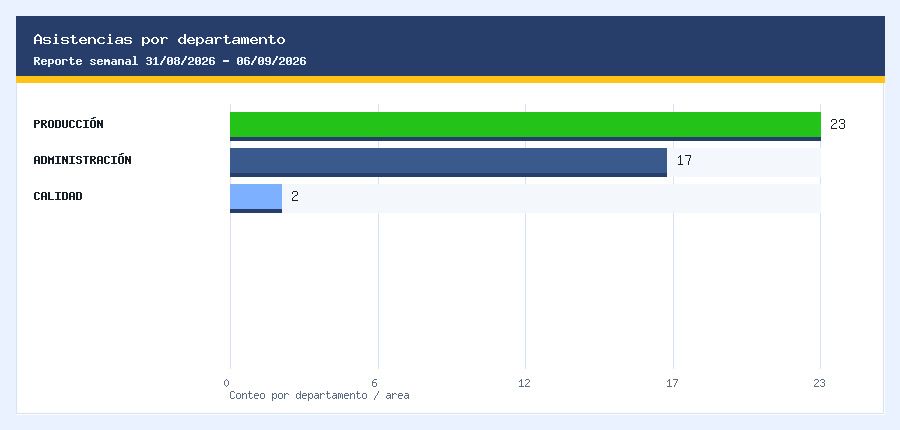 Asistencias por departamento
Reporte semanal 31/08/2026 - 06/09/2026
PRODUCCIÓN 23
ADMINISTRACIÓN 17
CALIDAD 2
0 6 12 17 23
Conteo por departamento / area